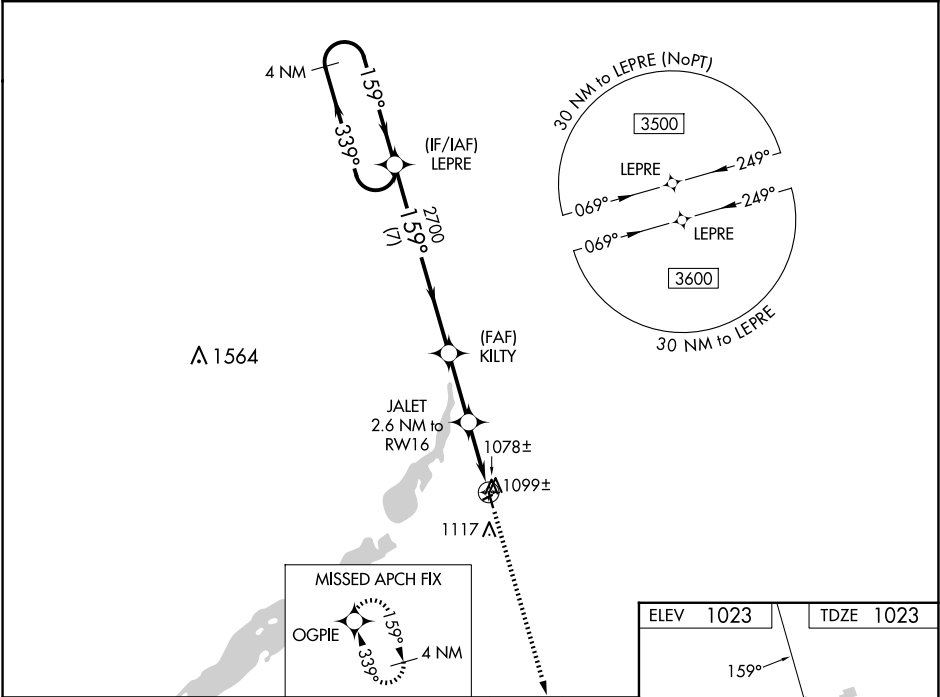 4 NM
159°
339°
(IF/IAF)
LEPRE
2700
159°
(7)
30 NM to LEPRE (NoPT)
3500
LEPRE
249°
069°
249°
069°
LEPRE
3600
30 NM to LEPRE
(FAF)
KILTY
1564
JALET
2.6 NM to
RW16
1078±
1099±
1117
MISSED APCH FIX
OGPIE
159°
339°
4 NM
ELEV 1023
TDZE 1023
159°